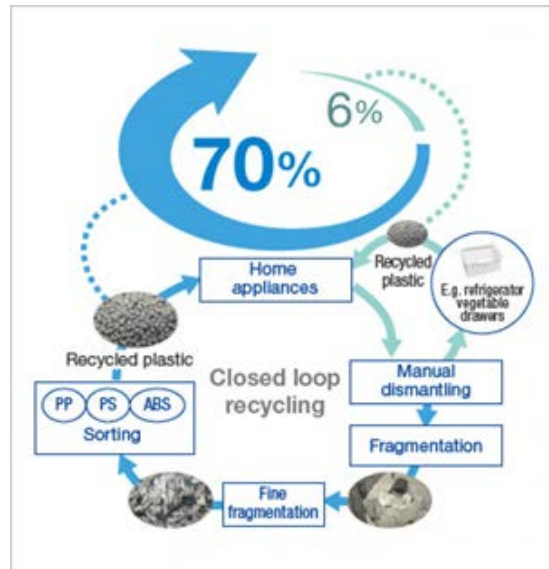 6%
70%
Recycled
plastic
E.g. refrigerator
vegetable
drawers
Home
appliances
Recycled plastic
Closed loop
recycling
Manual
dismantling
PP PS ABS
Sorting
Fragmentation
Fine
fragmentation